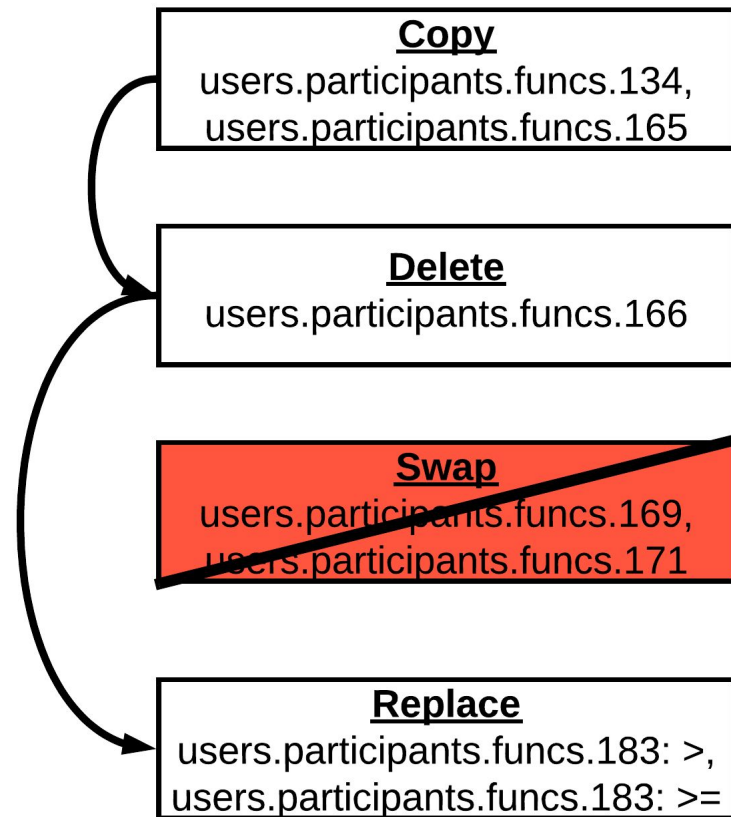 Copy
users.participants.funcs.134,
users.participants.funcs.165
Delete
users.participants.funcs.166
Swap
users.participants.funcs.169,
users.participants.funcs.171
Replace
users.participants.funcs.183: >,
users.participants.funcs.183: >=